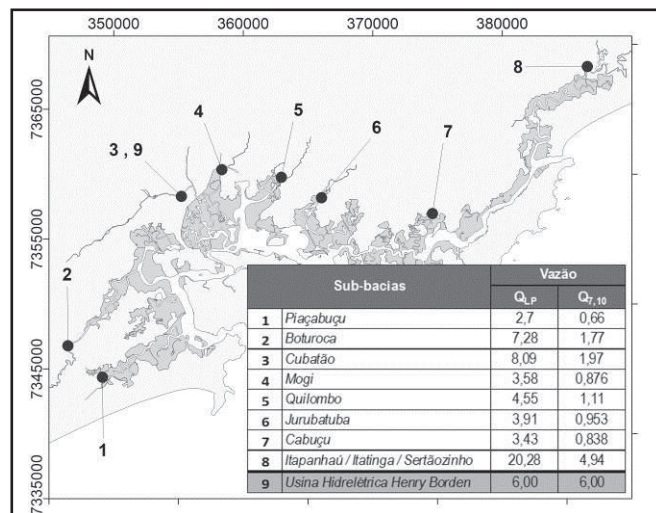 350000 360000 370000 380000
N
7365000
7355000
7345000
7335000
8
4
5
3 , 9
6
7
2
1
Sub-bacias Vazão
Q_LP Q_7,10
1 Piaçabuçu 2,7 0,66
2 Boturoca 7,28 1,77
3 Cubatão 8,09 1,97
4 Mogi 3,58 0,876
5 Quilombo 4,55 1,11
6 Jurubatuba 3,91 0,953
7 Cabuçu 3,43 0,838
8 Itapanhaú / Itatinga / Sertãozinho 20,28 4,94
9 Usina Hidrelétrica Henry Borden 6,00 6,00